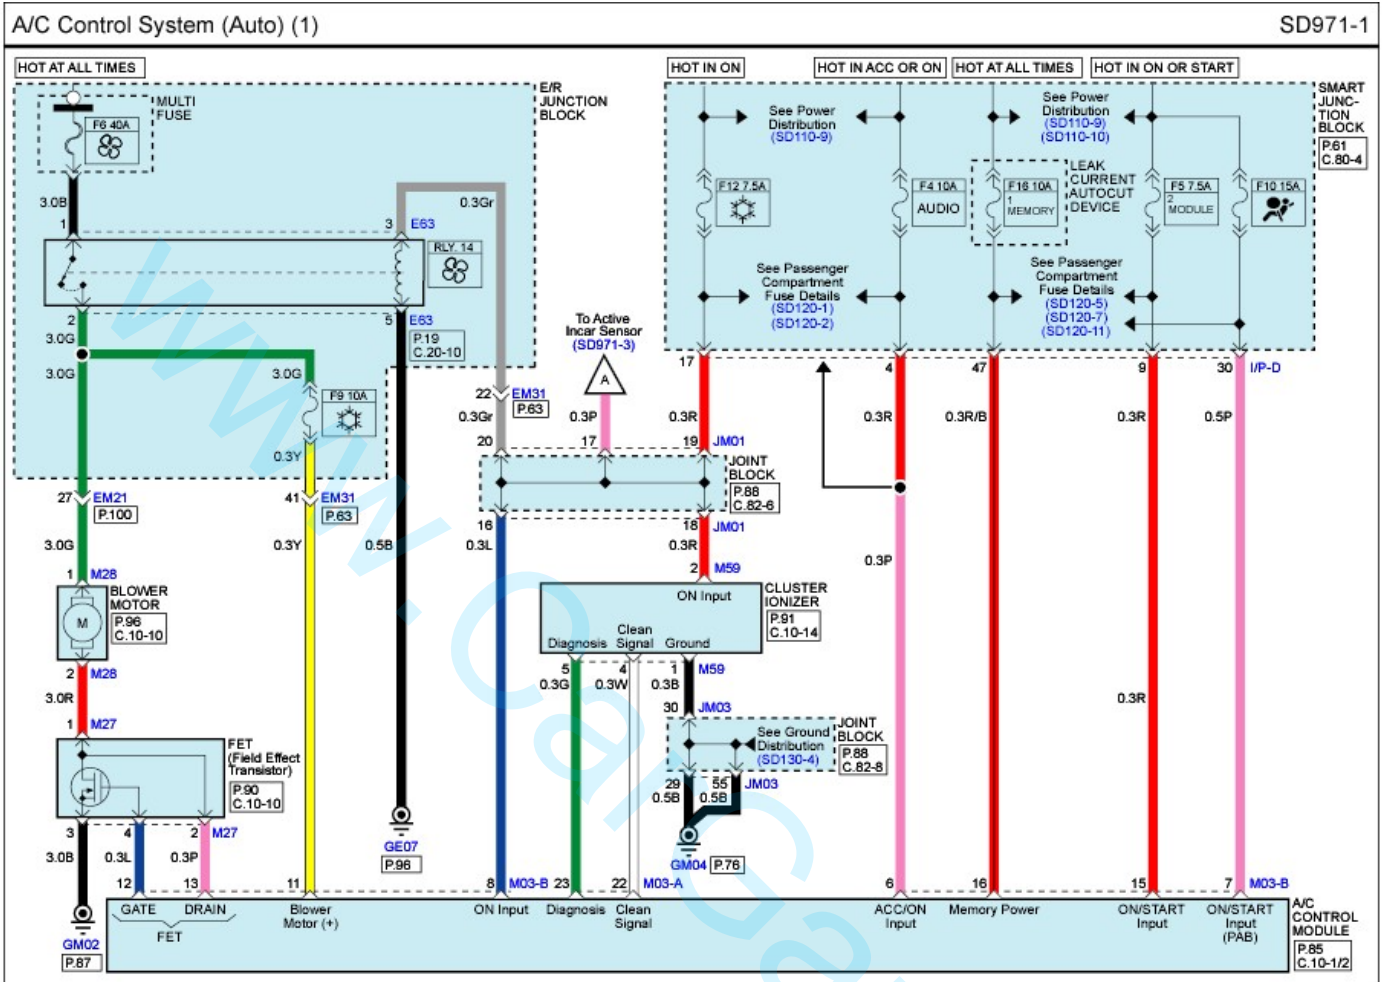 A/C Control System (Auto) (1)
SD971-1
HOT AT ALL TIMES
HOT IN ON
HOT IN ACC OR ON
HOT AT ALL TIMES
HOT IN ON OR START
E/R
JUNCTION
BLOCK
MULTI
FUSE
F6 40A
3.0B
1
3
E63
0.3Gr
RLY. 14
2
5
E63
3.0G
P.19
C.20-10
3.0G
3.0G
F9 10A
0.3Y
SMART
JUNC-
TION
BLOCK
P.61
C.80-4
See Power
Distribution
(SD110-9)
See Power
Distribution
(SD110-9)
(SD110-10)
LEAK
CURRENT
AUTOCUT
DEVICE
F12 7.5A
F4 10A
AUDIO
F16 10A
1
MEMORY
F5 7.5A
2
MODULE
F10 15A
See Passenger
Compartment
Fuse Details
(SD120-1)
(SD120-2)
See Passenger
Compartment
Fuse Details
(SD120-5)
(SD120-7)
(SD120-11)
To Active
Incar Sensor
(SD971-3)
A
17
4
47
9
30
I/P-D
22
EM31
P.63
0.3Gr
0.3P
0.3R
0.3R
0.3R/B
0.3R
0.5P
20
17
19
JM01
JOINT
BLOCK
P.88
C.82-6
27
EM21
P.100
41
EM31
P.63
16
18
JM01
3.0G
0.3Y
0.5B
0.3L
0.3R
0.3P
1
M28
2
M59
BLOWER
MOTOR
P.96
C.10-10
M
ON Input
CLUSTER
IONIZER
P.91
C.10-14
Diagnosis
Clean
Signal
Ground
2
M28
5
4
1
M59
3.0R
0.3G
0.3W
0.3B
0.3R
1
M27
30
JM03
FET
(Field Effect
Transistor)
P.90
C.10-10
See Ground
Distribution
(SD130-4)
JOINT
BLOCK
P.88
C.82-8
29
55
JM03
0.5B
0.5B
3
4
2
M27
3.0B
0.3L
0.3P
GE07
P.96
GM04
P.76
12
13
11
8
M03-B
23
22
M03-A
6
16
15
7
M03-B
GATE
DRAIN
FET
Blower
Motor (+)
ON Input
Diagnosis
Clean
Signal
ACC/ON
Input
Memory Power
ON/START
Input
ON/START
Input
(PAB)
A/C
CONTROL
MODULE
P.85
C.10-1/2
GM02
P.87